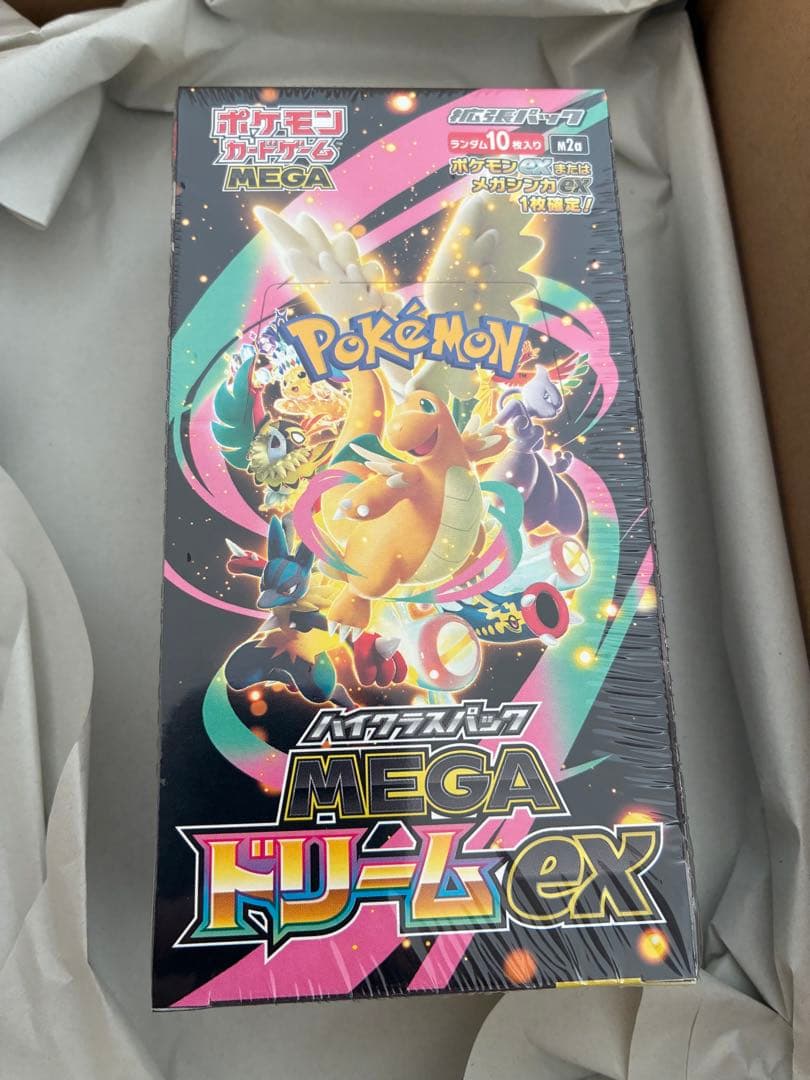 ポケモン
カードゲーム
MEGA
拡張パック
ランダム10枚入り M2a
ポケモンexまたは
メガシンカex
1枚確定!
POKéMON
TM
ハイクラスパック
MEGA
ドリームex